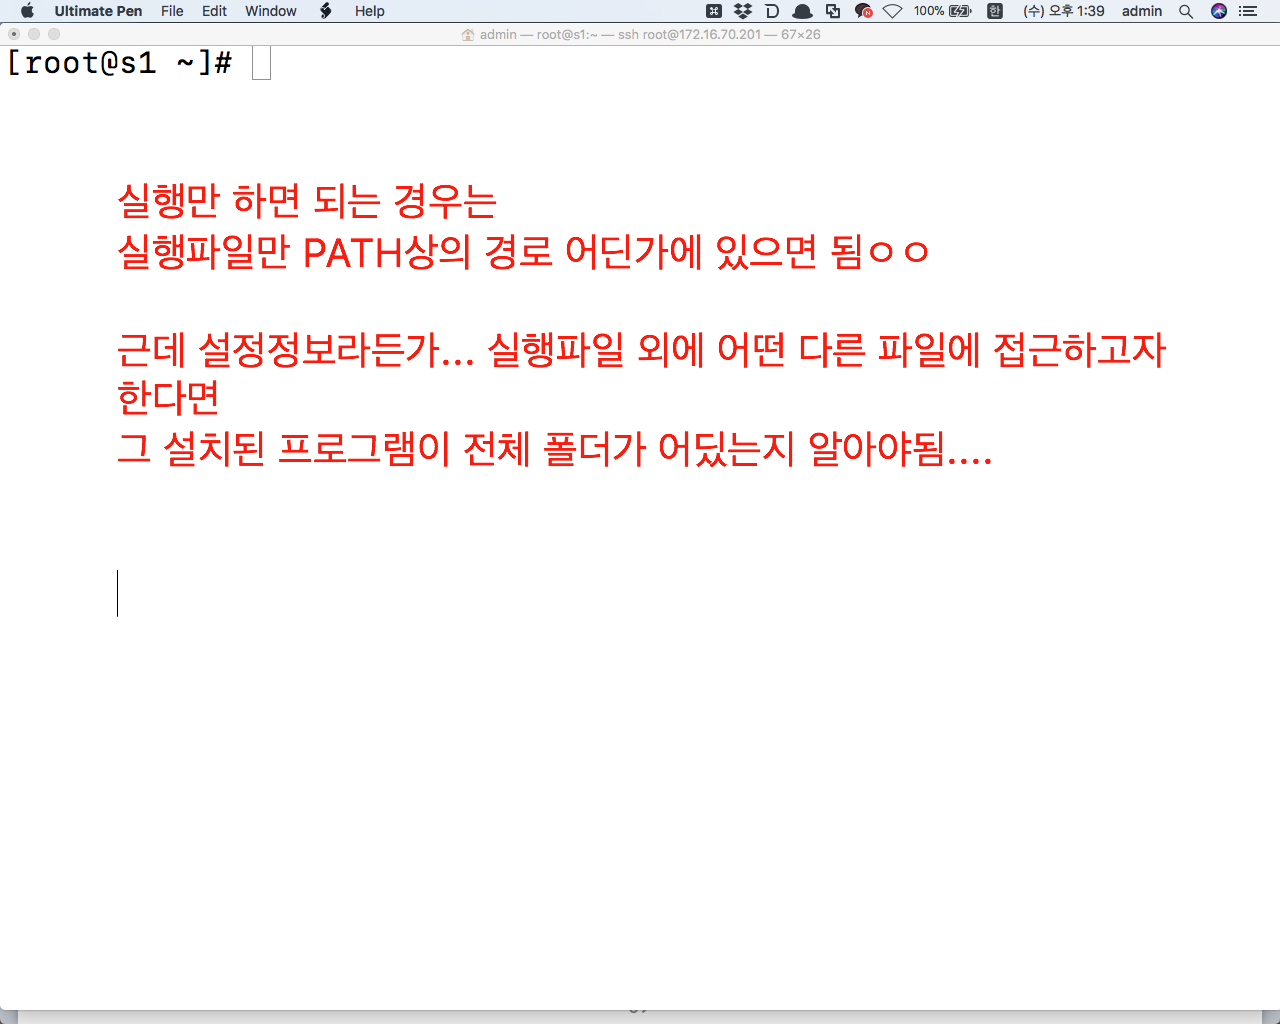 Ultimate Pen File Edit Window Help 100% 한 (수) 오후 1:39 admin
admin — root@s1:~ — ssh root@172.16.70.201 — 67×26
[root@s1 ~]#
실행만 하면 되는 경우는
실행파일만 PATH상의 경로 어딘가에 있으면 됨ㅇㅇ
근데 설정정보라든가... 실행파일 외에 어떤 다른 파일에 접근하고자
한다면
그 설치된 프로그램이 전체 폴더가 어딨는지 알아야됨....